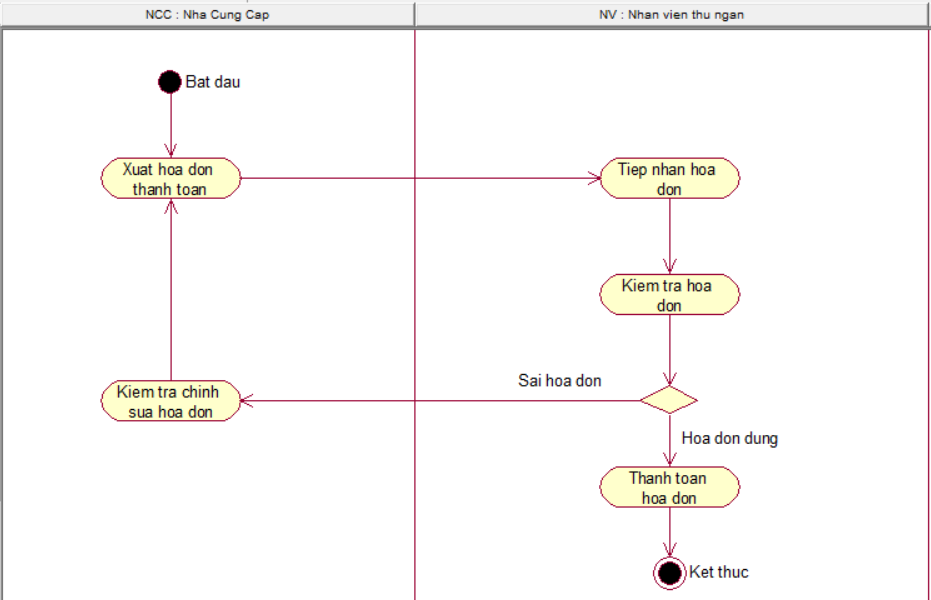 NCC : Nha Cung Cap
NV : Nhan vien thu ngan
Bat dau
Xuat hoa don
thanh toan
Tiep nhan hoa
don
Kiem tra hoa
don
Sai hoa don
Kiem tra chinh
sua hoa don
Hoa don dung
Thanh toan
hoa don
Ket thuc